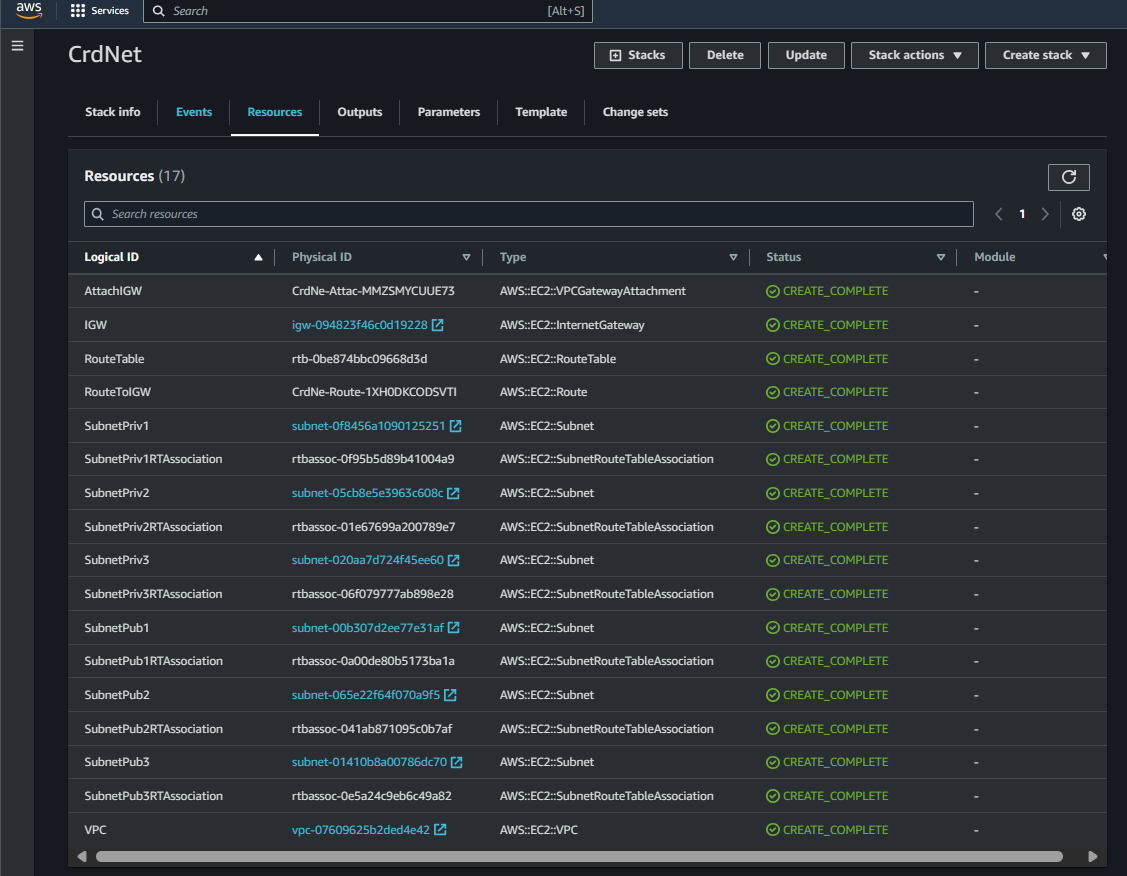 aws Services Search [Alt+S]
CrdNet Stacks Delete Update Stack actions Create stack
Stack info Events Resources Outputs Parameters Template Change sets
Resources (17)
Search resources 1
Logical ID Physical ID Type Status Module
AttachIGW CrdNe-Attac-MMZSMYCUUE73 AWS::EC2::VPCGatewayAttachment CREATE_COMPLETE -
IGW igw-094823f46c0d19228 AWS::EC2::InternetGateway CREATE_COMPLETE -
RouteTable rtb-0be874bbc09668d3d AWS::EC2::RouteTable CREATE_COMPLETE -
RouteToIGW CrdNe-Route-1XH0DKCODSVTI AWS::EC2::Route CREATE_COMPLETE -
SubnetPriv1 subnet-0f8456a1090125251 AWS::EC2::Subnet CREATE_COMPLETE -
SubnetPriv1RTAssociation rtbassoc-0f95b5d89b41004a9 AWS::EC2::SubnetRouteTableAssociation CREATE_COMPLETE -
SubnetPriv2 subnet-05cb8e5e3963c608c AWS::EC2::Subnet CREATE_COMPLETE -
SubnetPriv2RTAssociation rtbassoc-01e67699a200789e7 AWS::EC2::SubnetRouteTableAssociation CREATE_COMPLETE -
SubnetPriv3 subnet-020aa7d724f45ee60 AWS::EC2::Subnet CREATE_COMPLETE -
SubnetPriv3RTAssociation rtbassoc-06f079777ab898e28 AWS::EC2::SubnetRouteTableAssociation CREATE_COMPLETE -
SubnetPub1 subnet-00b307d2ee77e31af AWS::EC2::Subnet CREATE_COMPLETE -
SubnetPub1RTAssociation rtbassoc-0a00de80b5173ba1a AWS::EC2::SubnetRouteTableAssociation CREATE_COMPLETE -
SubnetPub2 subnet-065e22f64f070a9f5 AWS::EC2::Subnet CREATE_COMPLETE -
SubnetPub2RTAssociation rtbassoc-041ab871095c0b7af AWS::EC2::SubnetRouteTableAssociation CREATE_COMPLETE -
SubnetPub3 subnet-01410b8a00786dc70 AWS::EC2::Subnet CREATE_COMPLETE -
SubnetPub3RTAssociation rtbassoc-0e5a24c9eb6c49a82 AWS::EC2::SubnetRouteTableAssociation CREATE_COMPLETE -
VPC vpc-07609625b2ded4e42 AWS::EC2::VPC CREATE_COMPLETE -